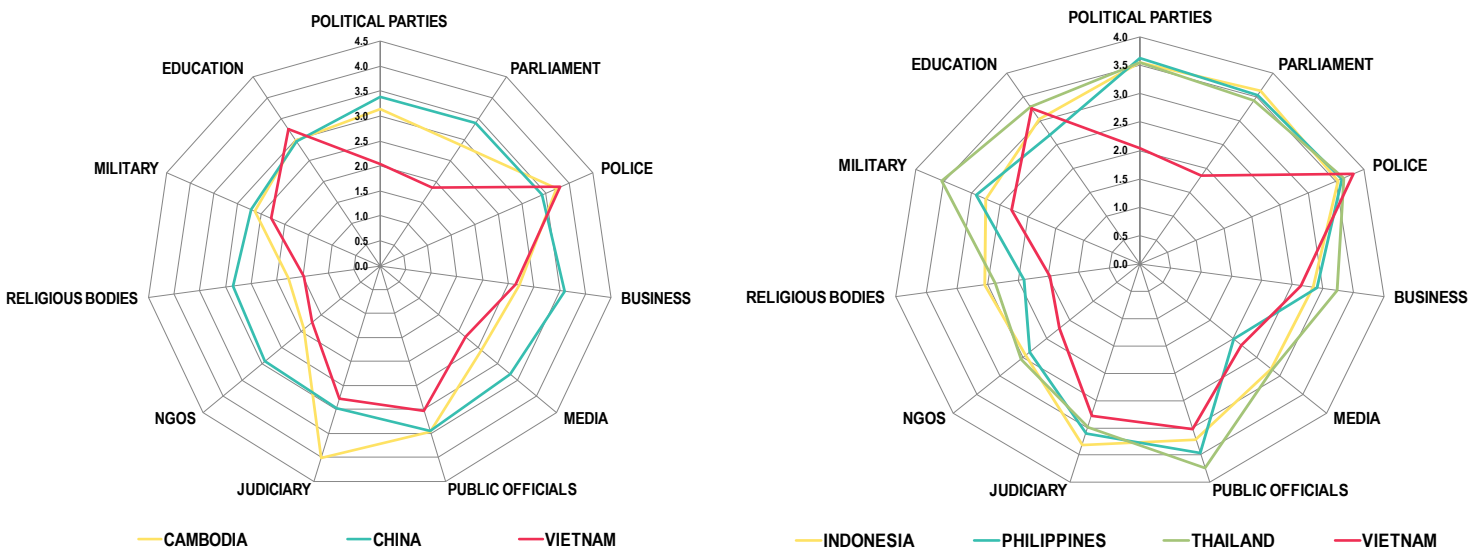 POLITICAL PARTIES
4.5
4.0
3.5
3.0
2.5
2.0
1.5
1.0
0.5
0.0
PARLIAMENT
POLICE
BUSINESS
MEDIA
PUBLIC OFFICIALS
JUDICIARY
NGOS
RELIGIOUS BODIES
MILITARY
EDUCATION
CAMBODIA
CHINA
VIETNAM
POLITICAL PARTIES
4.0
3.5
3.0
2.5
2.0
1.5
1.0
5.0
0.0
PARLIAMENT
POLICE
BUSINESS
MEDIA
PUBLIC OFFICIALS
JUDICIARY
NGOS
RELIGIOUS BODIES
MILITARY
EDUCATION
INDONESIA
PHILIPPINES
THAILAND
VIETNAM